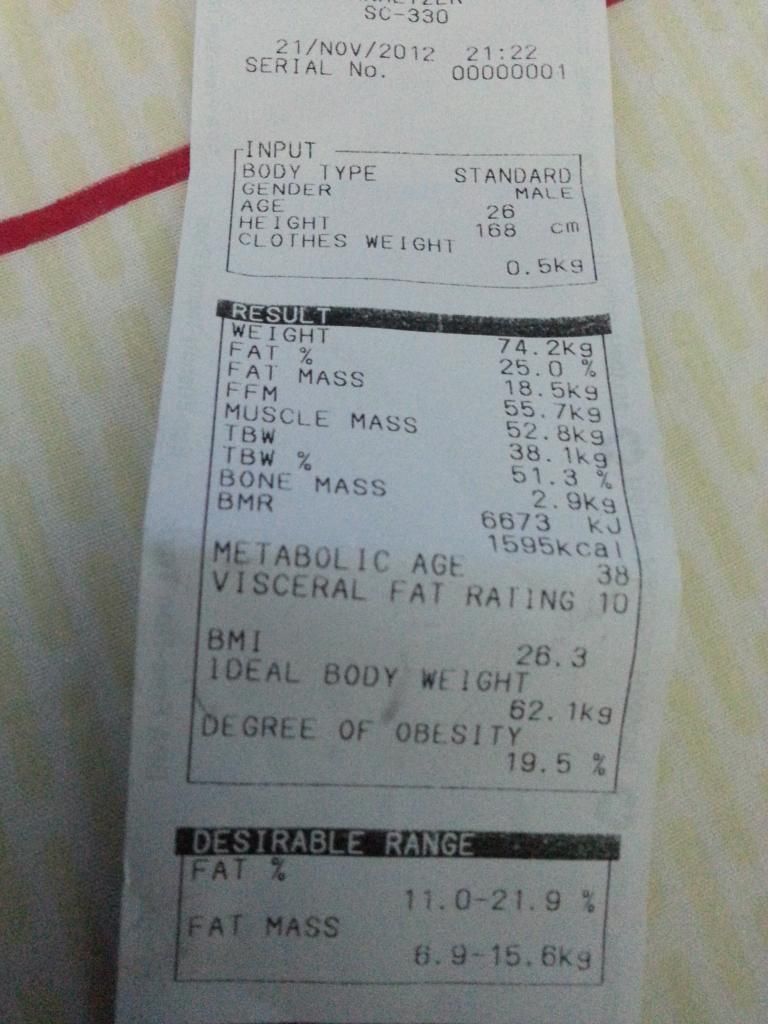 SC-330
21/NOV/2012 21:22
SERIAL No. 00000001
INPUT
BODY TYPE STANDARD
GENDER MALE
AGE 26
HEIGHT 168 cm
CLOTHES WEIGHT
0.5kg
RESULT
WEIGHT 74.2kg
FAT % 25.0 %
FAT MASS 18.5kg
FFM 55.7kg
MUSCLE MASS 52.8kg
TBW 38.1kg
TBW % 51.3 %
BONE MASS 2.9kg
BMR 6673 kJ
1595kcal
METABOLIC AGE 38
VISCERAL FAT RATING 10
BMI 26.3
IDEAL BODY WEIGHT
62.1kg
DEGREE OF OBESITY
19.5 %
DESIRABLE RANGE
FAT %
11.0-21.9 %
FAT MASS
6.9-15.6kg